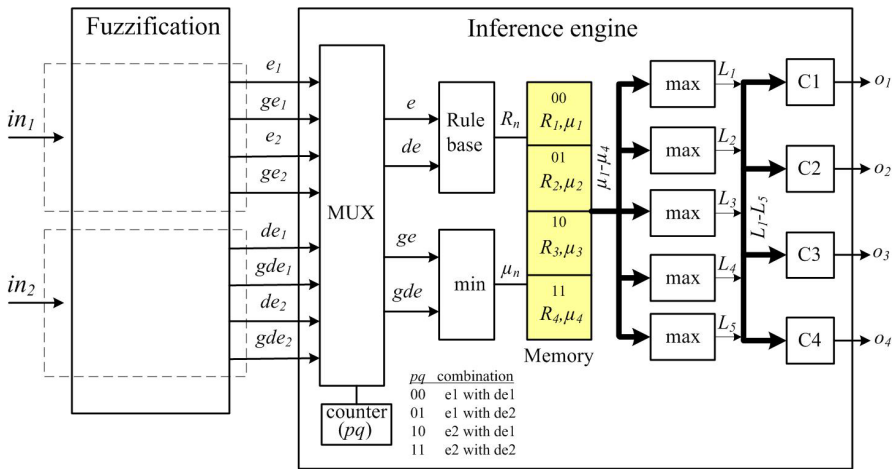 Fuzzification
Inference engine
in1
in2
e1
ge1
e2
ge2
de1
gde1
de2
gde2
MUX
counter
(pq)
e
de
ge
gde
Rule
base
min
Rn
μn
00
R1,μ1
01
R2,μ2
10
R3,μ3
11
R4,μ4
Memory
pq combination
00 e1 with de1
01 e1 with de2
10 e2 with de1
11 e2 with de2
μ1-μ4
max
max
max
max
max
L1
L2
L3
L4
L5
L1-L5
C1
C2
C3
C4
o1
o2
o3
o4